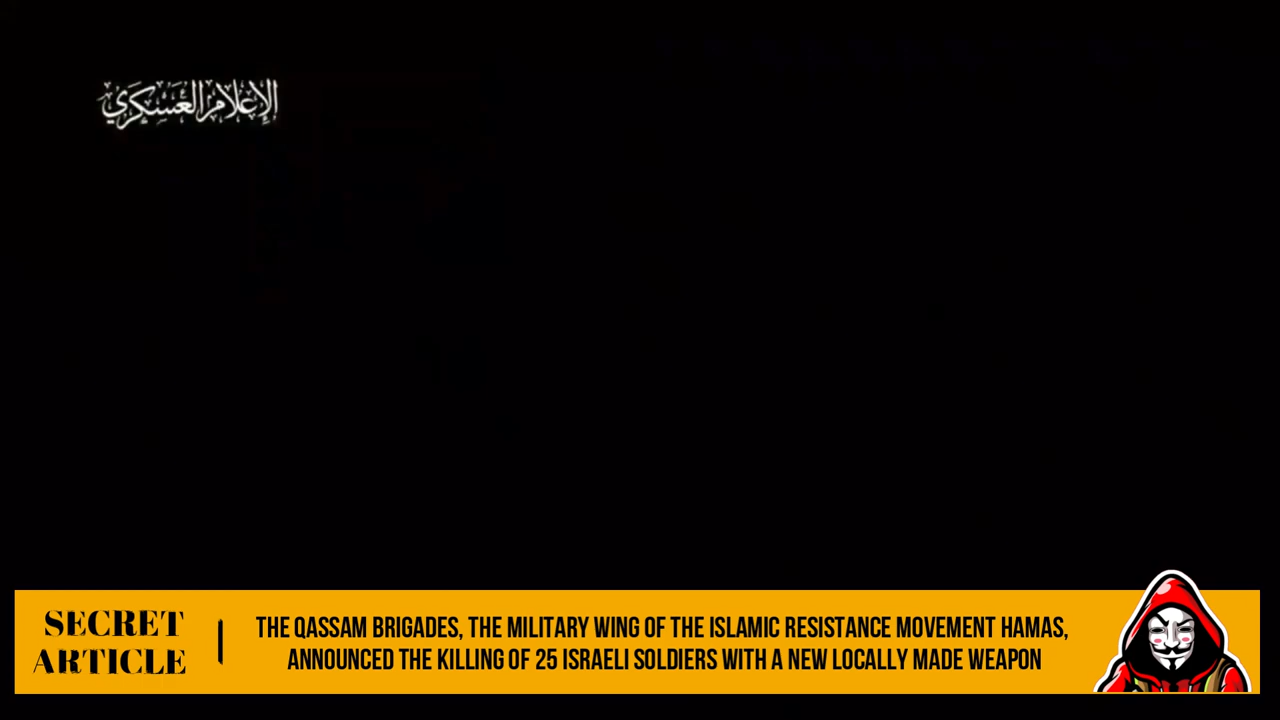 الإعلام العسكري
SECRET
ARTICLE
THE QASSAM BRIGADES, THE MILITARY WING OF THE ISLAMIC RESISTANCE MOVEMENT HAMAS,
ANNOUNCED THE KILLING OF 25 ISRAELI SOLDIERS WITH A NEW LOCALLY MADE WEAPON